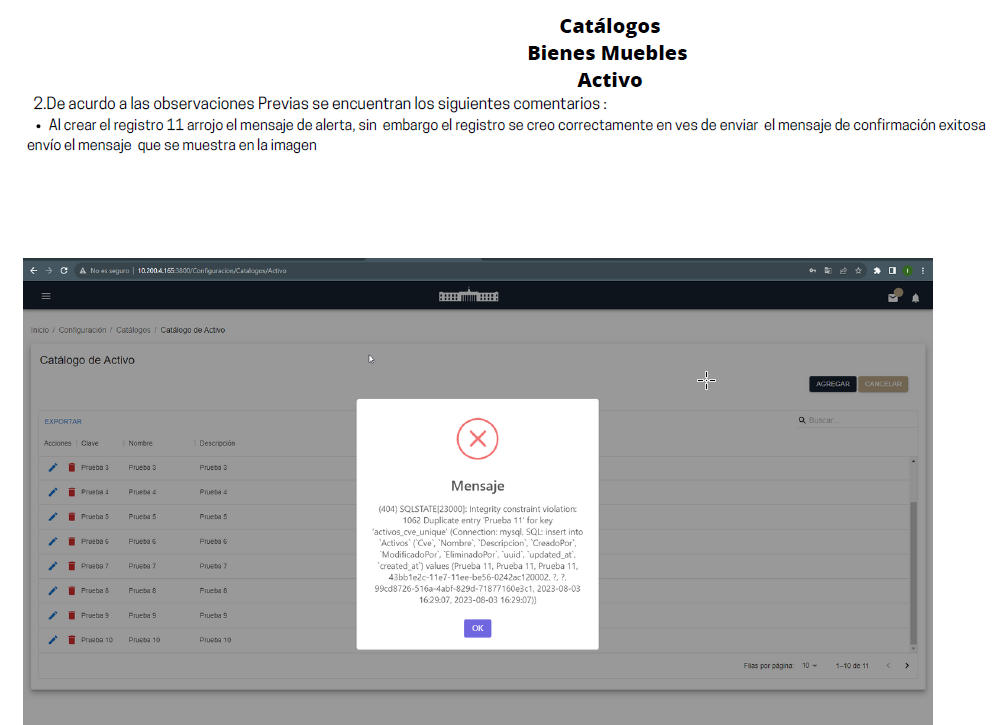 Catálogos
Bienes Muebles
Activo
2.De acurdo a las observaciones Previas se encuentran los siguientes comentarios :
• Al crear el registro 11 arrojo el mensaje de alerta, sin embargo el registro se creo correctamente en ves de enviar el mensaje de confirmación exitosa
envío el mensaje que se muestra en la imagen
No es seguro | 10.200.4.165:3800/Configuracion/Catalogos/Activo
Inicio / Configuración / Catálogos / Catálogo de Activo
Catálogo de Activo
AGREGAR CANCELAR
EXPORTAR Buscar...
Acciones Clave Nombre Descripción
Prueba 3 Prueba 3 Prueba 3
Prueba 4 Prueba 4 Prueba 4
Prueba 5 Prueba 5 Prueba 5
Prueba 6 Prueba 6 Prueba 6
Prueba 7 Prueba 7 Prueba 7
Prueba 8 Prueba 8 Prueba 8
Prueba 9 Prueba 9 Prueba 9
Prueba 10 Prueba 10 Prueba 10
Mensaje
(404) SQLSTATE[23000]: Integrity constraint violation:
1062 Duplicate entry 'Prueba 11' for key
'activos_cve_unique' (Connection: mysql, SQL: insert into
`Activos` (`Cve`, `Nombre`, `Descripcion`, `CreadoPor`,
`ModificadoPor`, `EliminadoPor`, `uuid`, `updated_at`,
`created_at`) values (Prueba 11, Prueba 11, Prueba 11,
43bb1e2c-11e7-11ee-be56-0242ac120002, ?, ?,
99cd8726-516a-4abf-829d-71877160e3c1, 2023-08-03
16:29:07, 2023-08-03 16:29:07))
OK
Filas por página: 10 1–10 de 11